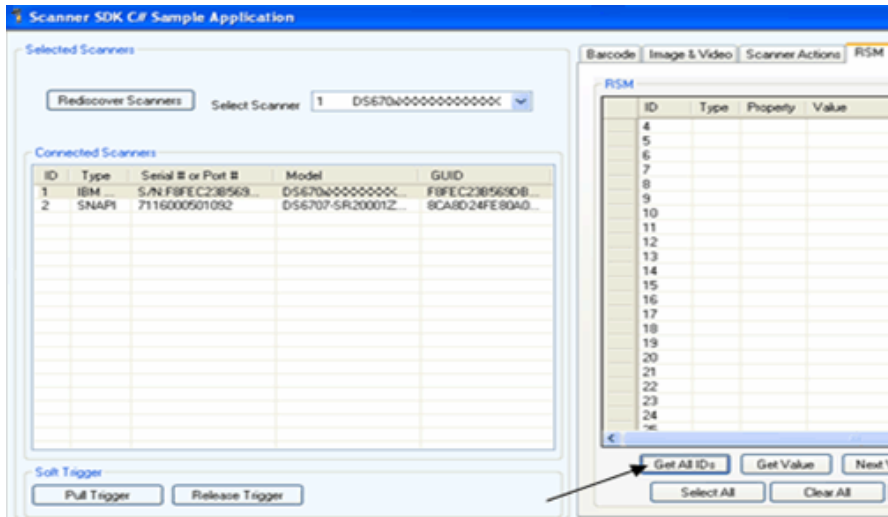 Scanner SDK C# Sample Application
Selected Scanners
Rediscover Scanners Select Scanner 1 DS670
Connected Scanners
ID Type Serial # or Port # Model GUID
1 IBM ... S/N:F8FEC23B569... F8FEC23B569DB...
2 SNAPI 7116000501092 DS6707-SR20001Z... 8CA8D24FE80A0...
Soft Trigger
Pull Trigger Release Trigger
Barcode Image & Video Scanner Actions RSM
RSM
ID Type Property Value
4
5
6
7
8
9
10
11
12
13
14
15
16
17
18
19
20
21
22
23
24
Get All IDs Get Value Next
Select All Clear All